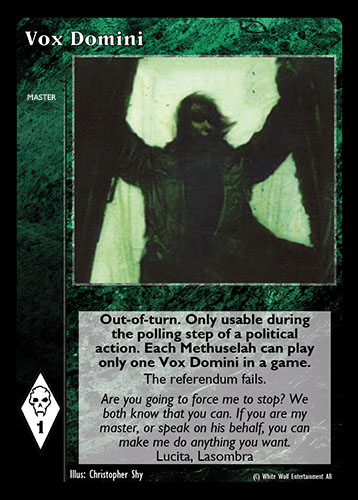 Vox Domini
MASTER
Out-of-turn. Only usable during
the polling step of a political
action. Each Methuselah can play
only one Vox Domini in a game.
The referendum fails.
Are you going to force me to stop? We
both know that you can. If you are my
master, or speak on his behalf, you can
make me do anything you want.
Lucita, Lasombra
1
Illus: Christopher Shy
(C) White Wolf Entertainment AB